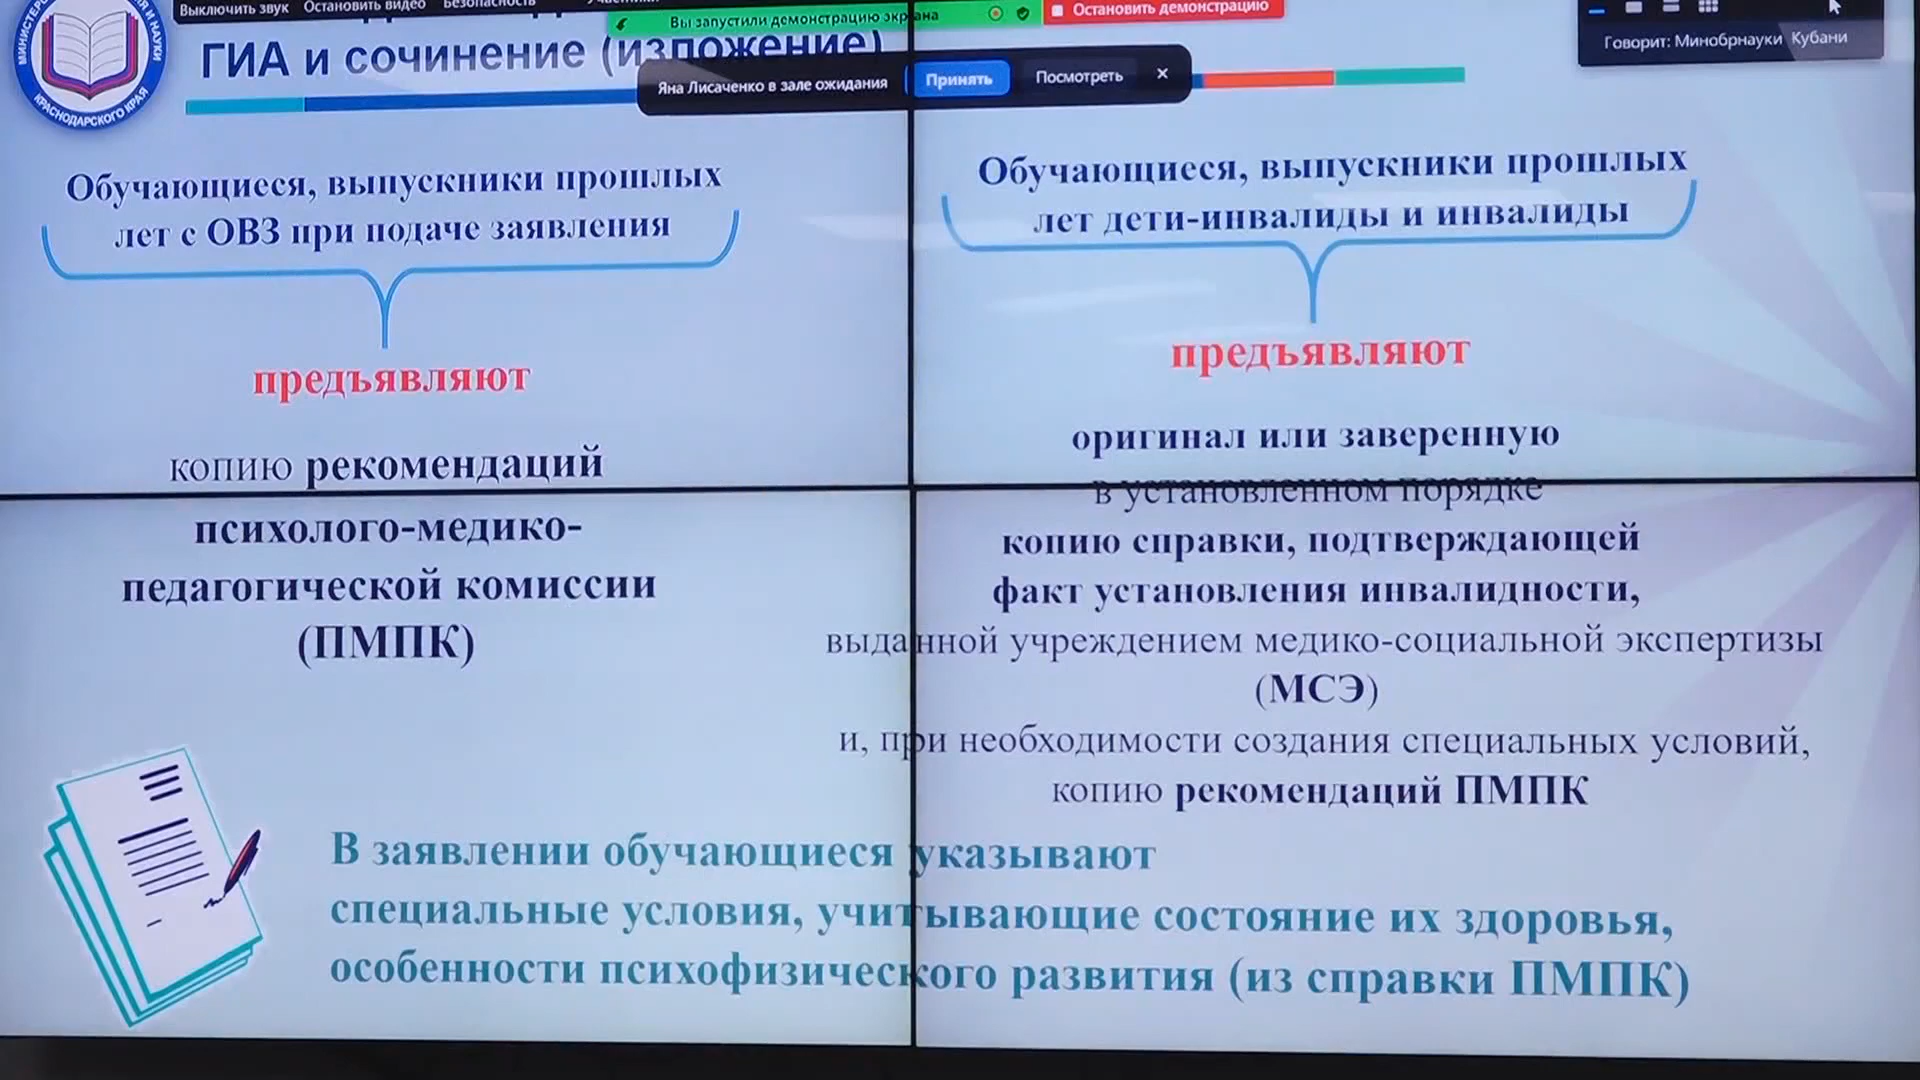 Выключить звук
Остановить видео
Безопасность
Вы запустили демонстрацию экрана
Остановить демонстрацию
Говорит: Минобрнауки Кубани
КРАСНОДАРСКОГО КРАЯ
ГИА и сочинение (изложение)
Яна Лисаченко в зале ожидания
Принять
Посмотреть
Обучающиеся, выпускники прошлых
лет с ОВЗ при подаче заявления
предъявляют
копию рекомендаций
психолого-медико-
педагогической комиссии
(ПМПК)
Обучающиеся, выпускники прошлых
лет дети-инвалиды и инвалиды
предъявляют
оригинал или заверенную
в установленном порядке
копию справки, подтверждающей
факт установления инвалидности,
выданной учреждением медико-социальной экспертизы
(МСЭ)
и, при необходимости создания специальных условий,
копию рекомендаций ПМПК
В заявлении обучающиеся указывают
специальные условия, учитывающие состояние их здоровья,
особенности психофизического развития (из справки ПМПК)